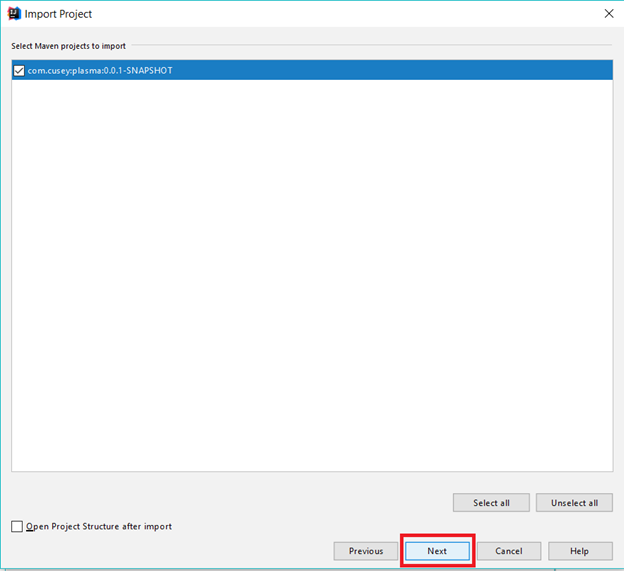 Import Project
Select Maven projects to import
com.cusey:plasma:0.0.1-SNAPSHOT
Select all Unselect all
Open Project Structure after import
Previous Next Cancel Help